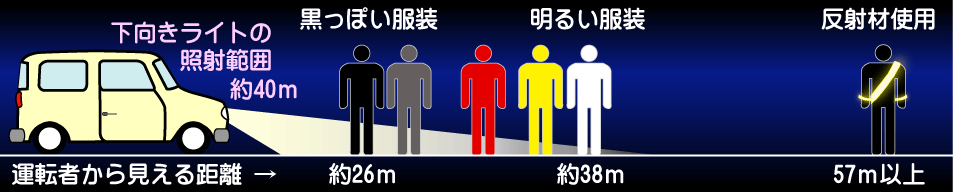 黒っぽい服装
明るい服装
反射材使用
下向きライトの
照射範囲
約40m
運転者から見える距離 →
約26m
約38m
57m以上